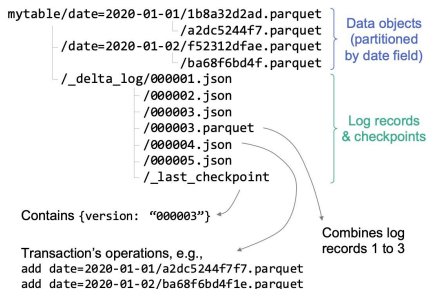 mytable/date=2020-01-01/1b8a32d2ad.parquet
/a2dc5244f7.parquet
/date=2020-01-02/f52312dfae.parquet
/ba68f6bd4f.parquet
/_delta_log/000001.json
/000002.json
/000003.json
/000003.parquet
/000004.json
/000005.json
/_last_checkpoint
Data objects
(partitioned
by date field)
Log records
& checkpoints
Contains {version: “000003”}
Combines log
records 1 to 3
Transaction’s operations, e.g.,
add date=2020-01-01/a2dc5244f7f7.parquet
add date=2020-01-02/ba68f6bd4f1e.parquet